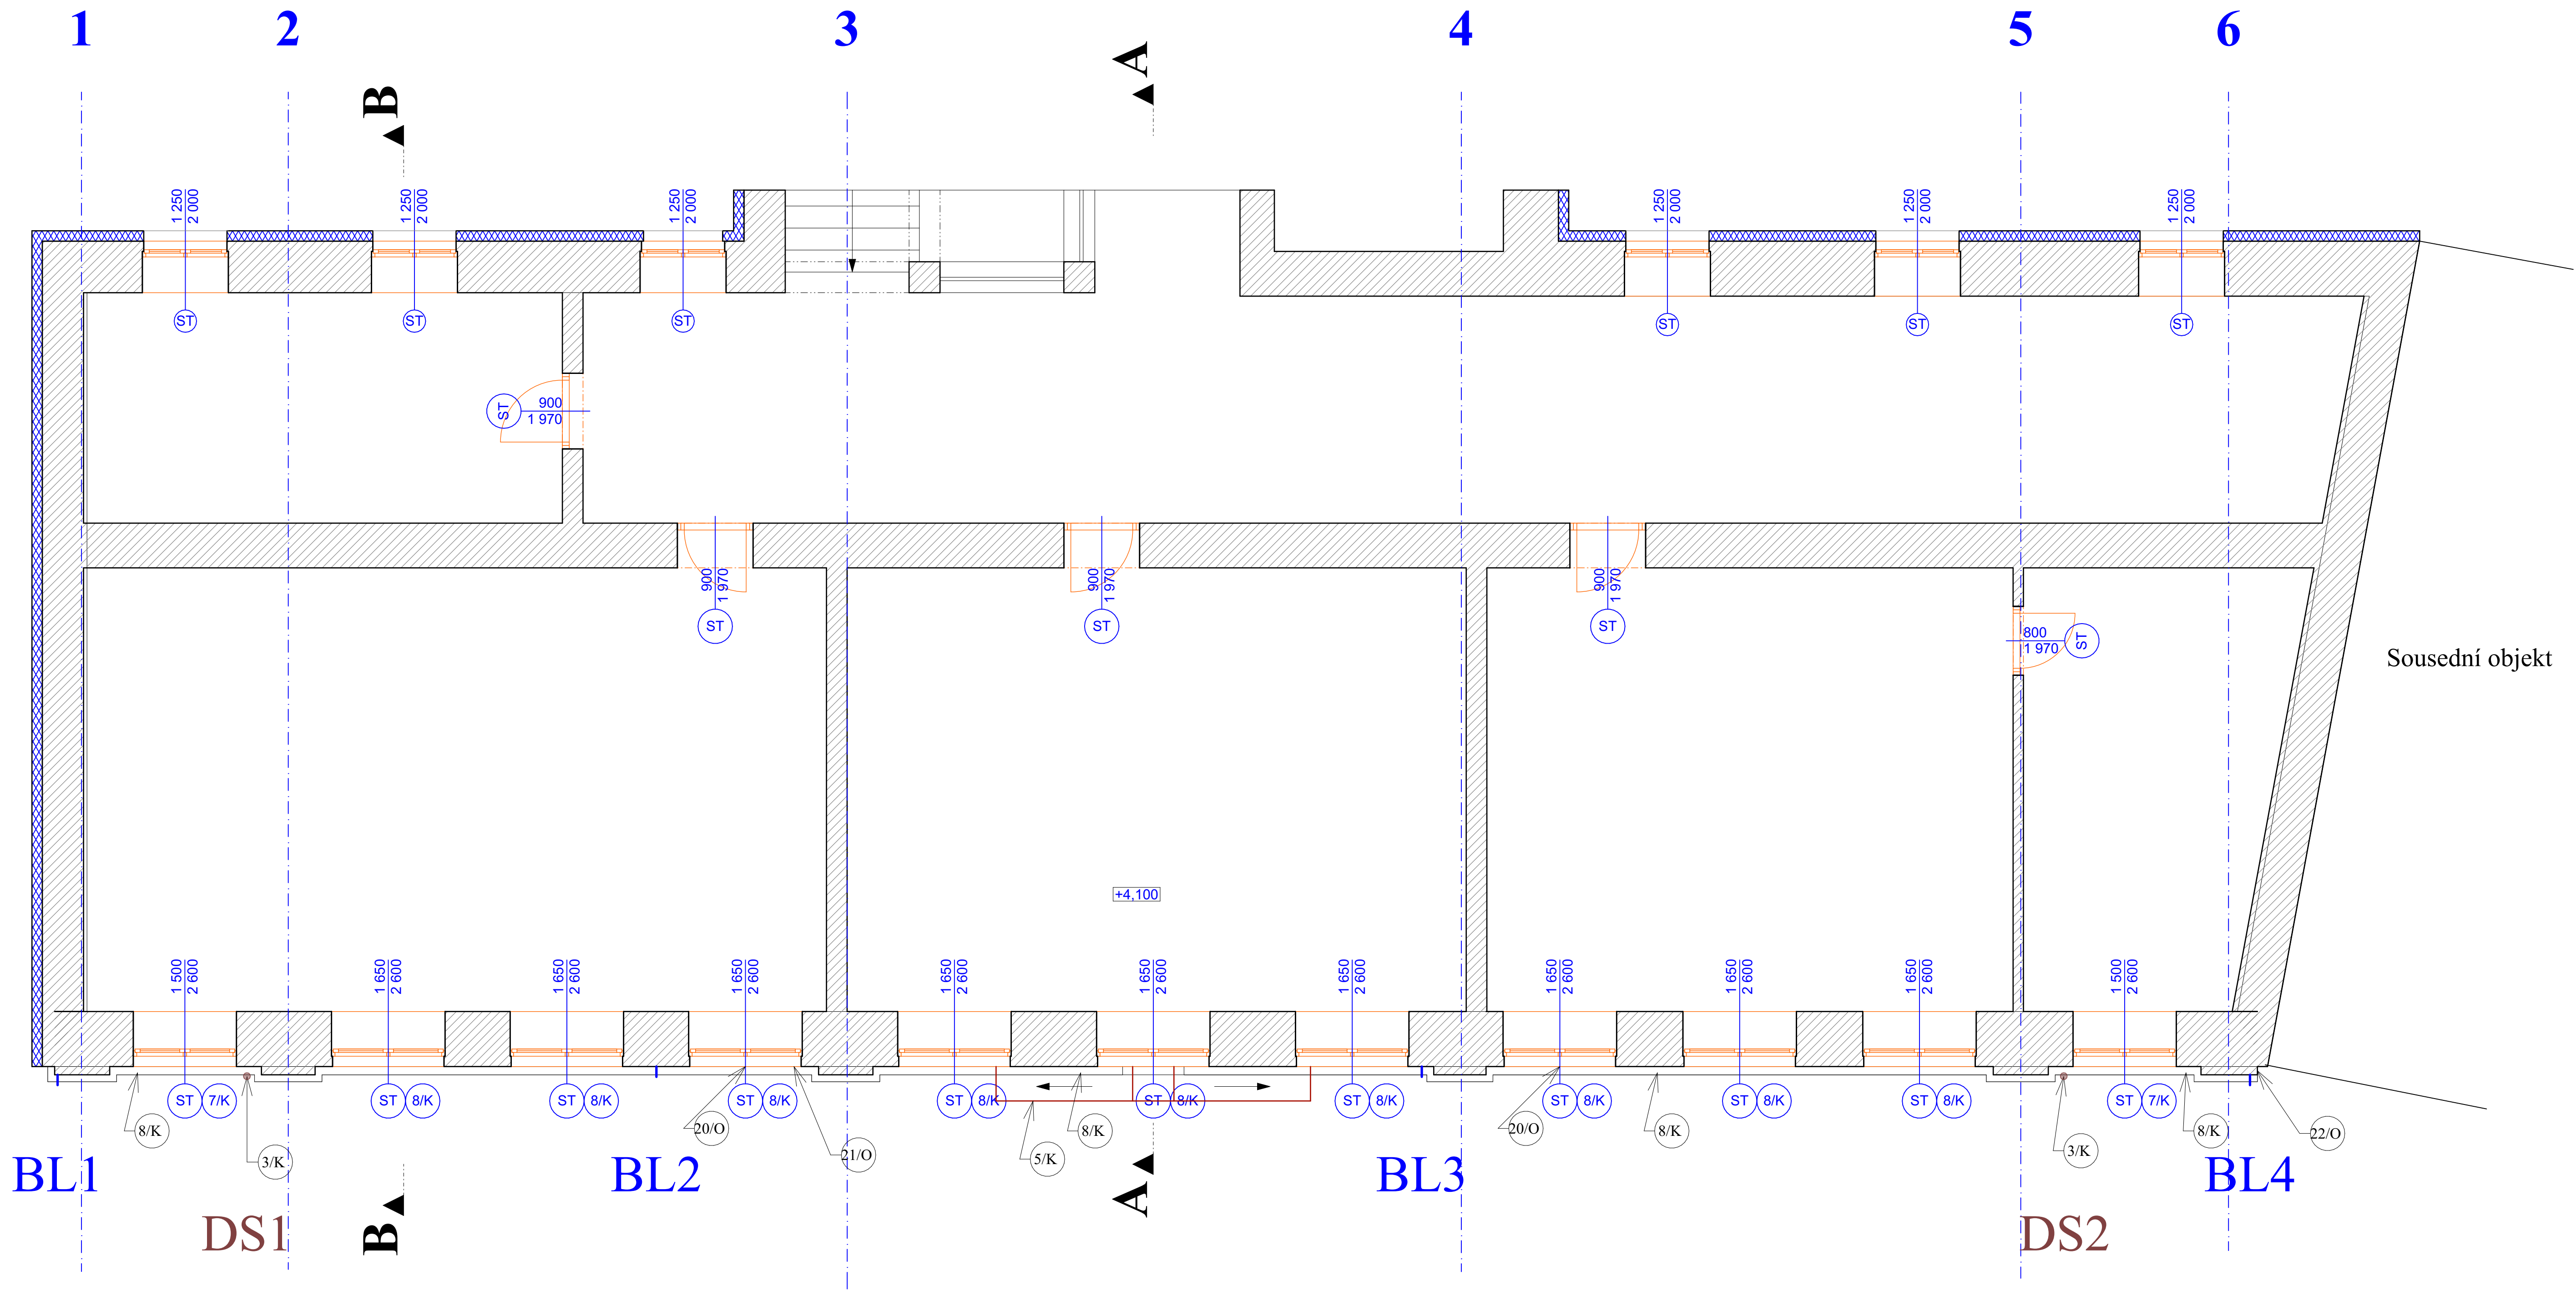 1 2 3 4 5 6
A
B
1 250 1 250 1 250 1 250 1 250 1 250
2 000 2 000 2 000 2 000 2 000 2 000
ST ST ST ST ST ST
ST 900
1 970
900 900 900
1 970 1 970 1 970
ST ST ST
800 ST
1 970
Sousední objekt
+4,100
1 500 1 650 1 650 1 650 1 650 1 650 1 650 1 650 1 650 1 650 1 500
2 600 2 600 2 600 2 600 2 600 2 600 2 600 2 600 2 600 2 600 2 600
ST 7/K ST 8/K ST 8/K ST 8/K ST 8/K ST 8/K ST 8/K ST 8/K ST 8/K ST 8/K ST 7/K
8/K 20/O 8/K 20/O 8/K 8/K 22/O
3/K 21/O 5/K 3/K
BL1 BL2 BL3 BL4
A
DS1 B DS2